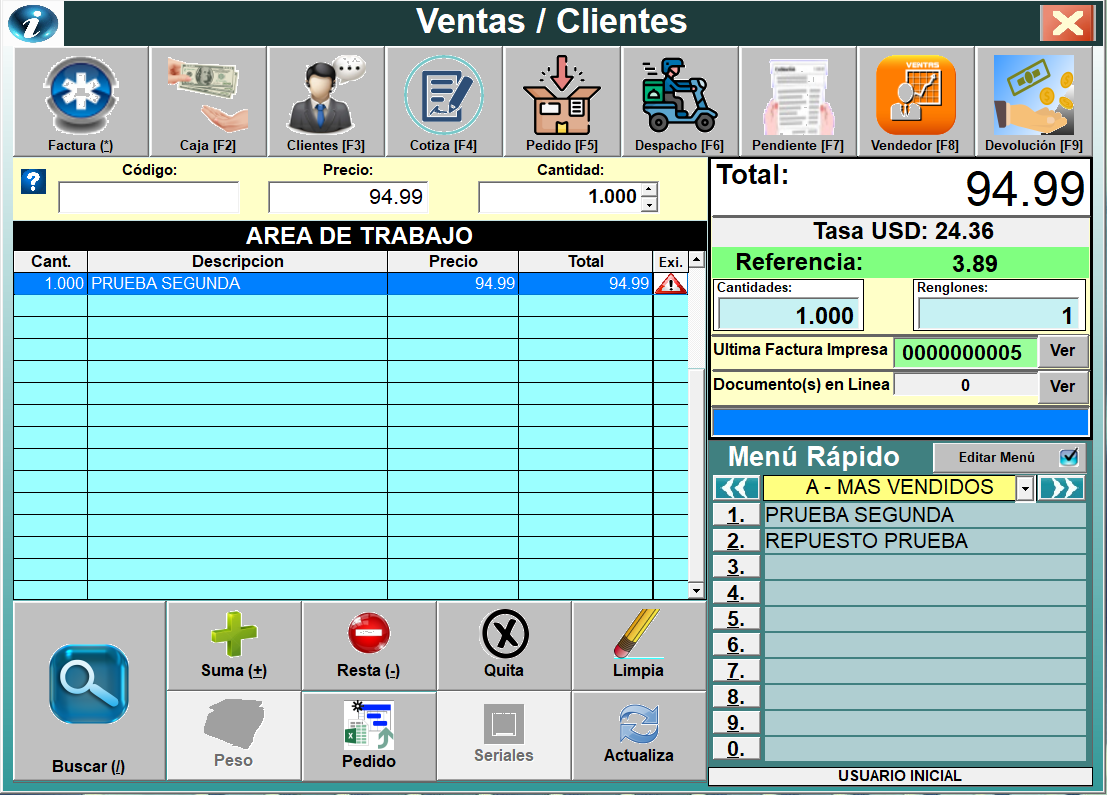 Ventas / Clientes
Factura (*)
Caja [F2]
Clientes [F3]
Cotiza [F4]
Pedido [F5]
Despacho [F6]
Pendiente [F7]
VENTAS
Vendedor [F8]
Devolución [F9]
?
Código:
Precio:
94.99
Cantidad:
1.000
AREA DE TRABAJO
Cant. Descripcion Precio Total Exi.
1.000 PRUEBA SEGUNDA 94.99 94.99
Total:
94.99
Tasa USD: 24.36
Referencia: 3.89
Cantidades:
1.000
Renglones:
1
Ultima Factura Impresa 0000000005 Ver
Documento(s) en Linea 0 Ver
Menú Rápido
Editar Menú
A - MAS VENDIDOS
1. PRUEBA SEGUNDA
2. REPUESTO PRUEBA
3.
4.
5.
6.
7.
8.
9.
0.
USUARIO INICIAL
Buscar (/)
Suma (+)
Resta (-)
Quita
Limpia
Peso
Pedido
Seriales
Actualiza